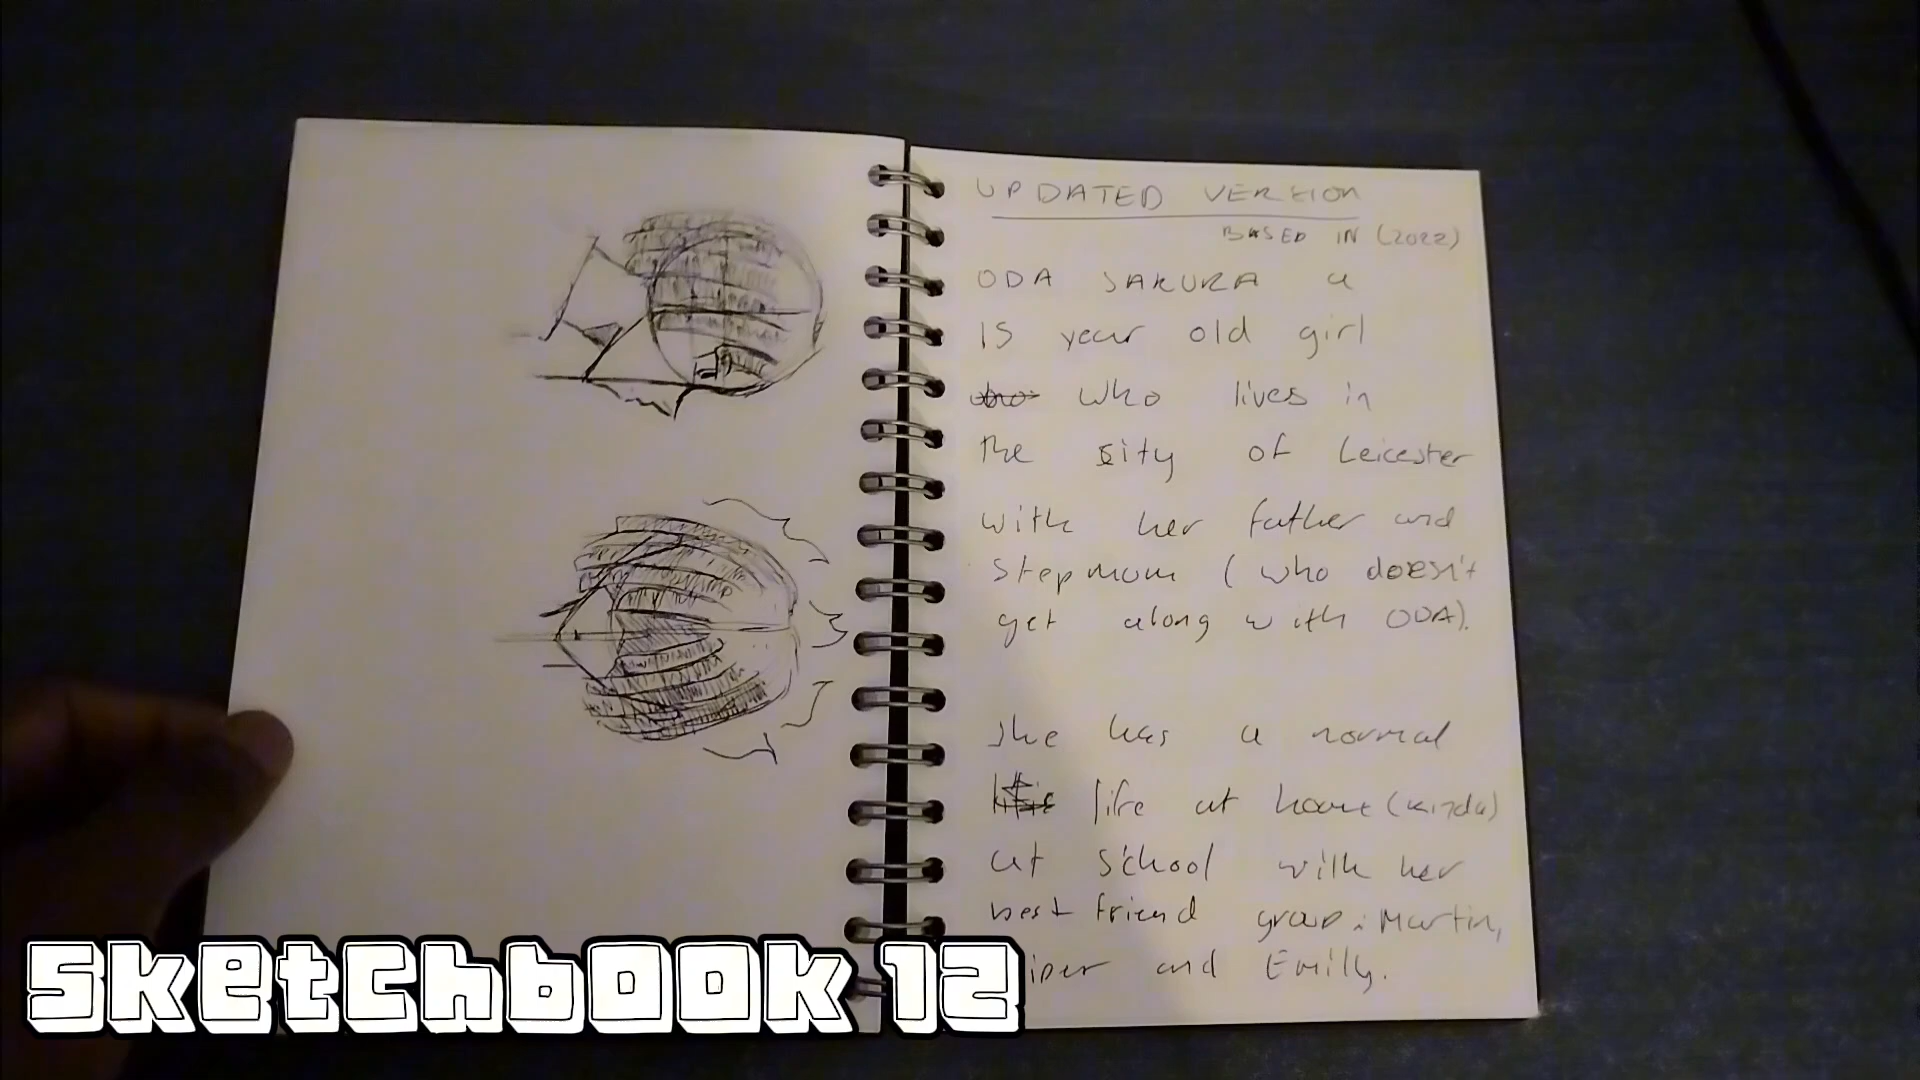 UPDATED VERSION
BASED IN (2022)
ODA SAKURA a
15 year old girl
who lives in
the city of Leicester
with her father and
stepmom (who doesn't
get along with ODA).
she has a normal
life at home (kinda)
at school with her
best friend group: Martin,
and Emily.
Sketchbook 12